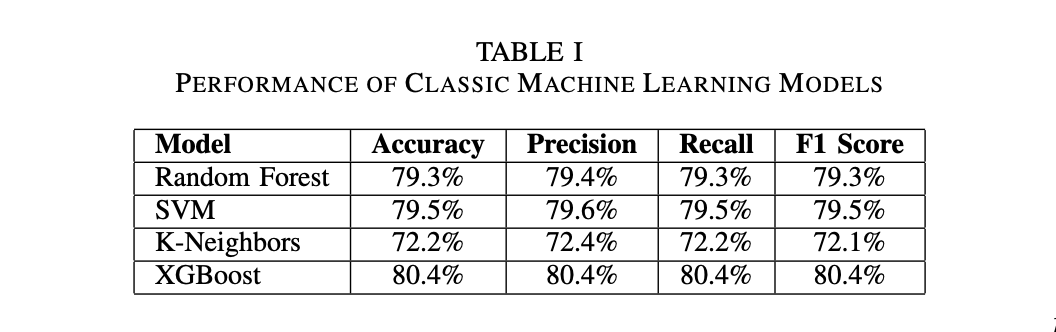 TABLE I
PERFORMANCE OF CLASSIC MACHINE LEARNING MODELS
Model Accuracy Precision Recall F1 Score
Random Forest 79.3% 79.4% 79.3% 79.3%
SVM 79.5% 79.6% 79.5% 79.5%
K-Neighbors 72.2% 72.4% 72.2% 72.1%
XGBoost 80.4% 80.4% 80.4% 80.4%